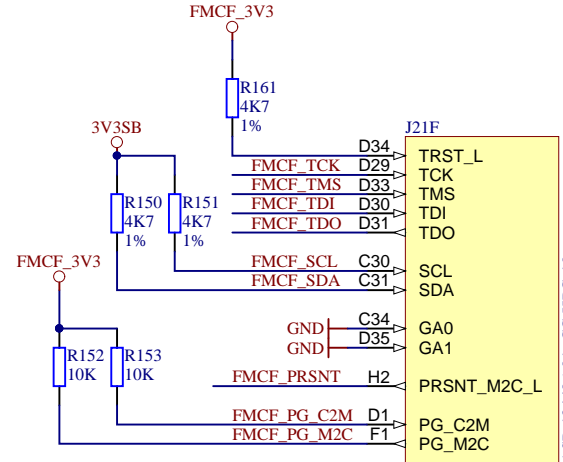 FMCF_3V3
R161
4K7
1%
J21F
3V3SB
D34 TRST_L
FMCF_TCK D29 TCK
FMCF_TMS D33 TMS
FMCF_TDI D30 TDI
FMCF_TDO D31 TDO
R150 R151
4K7 4K7
1% 1%
FMCF_SCL C30 SCL
FMCF_SDA C31 SDA
FMCF_3V3
GND C34 GA0
GND D35 GA1
R152 R153
10K 10K
FMCF_PRSNT H2 PRSNT_M2C_L
FMCF_PG_C2M D1 PG_C2M
FMCF_PG_M2C F1 PG_M2C